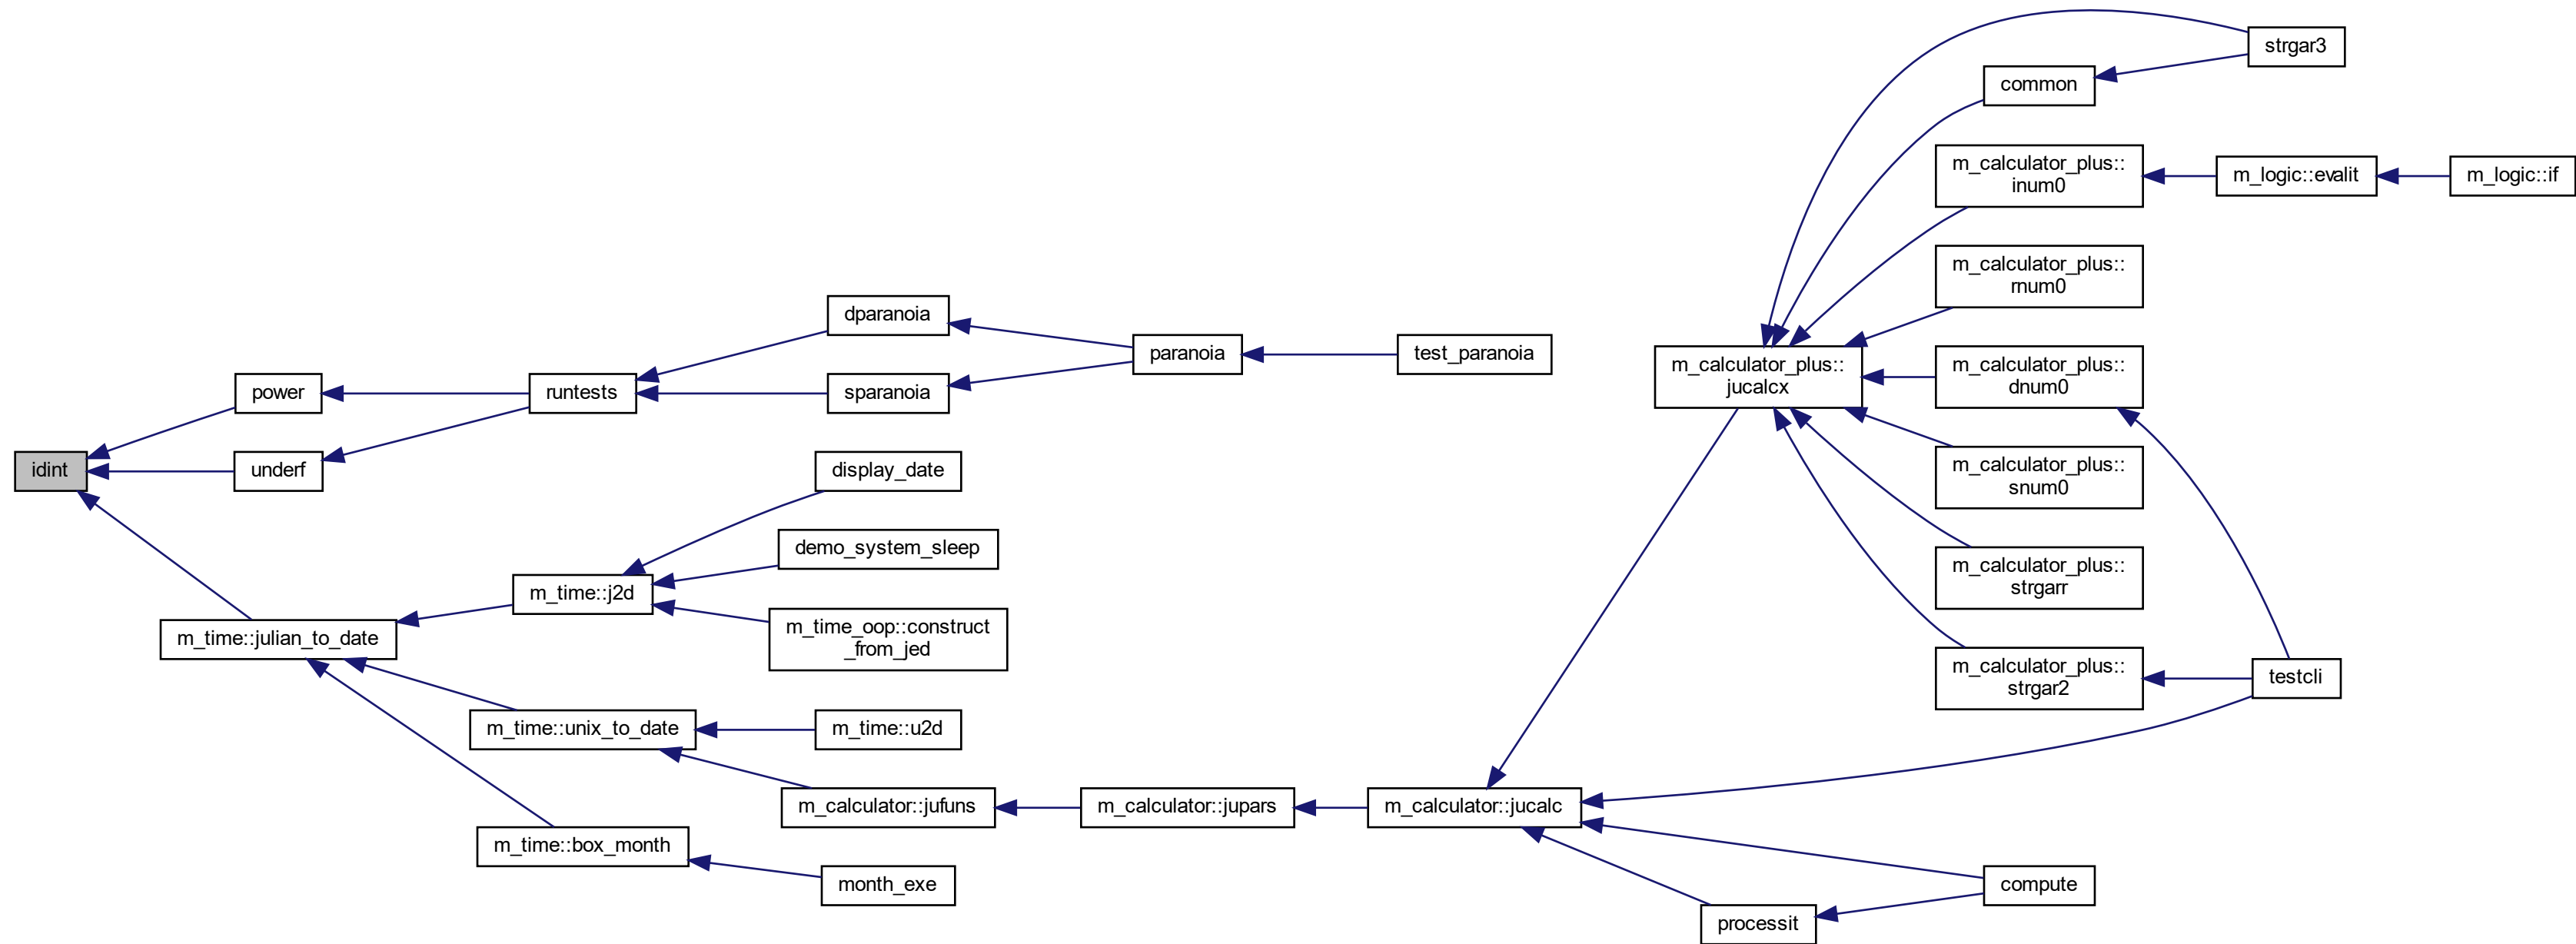 strgar3
common
m_calculator_plus::
inum0
m_logic::evalit
m_logic::if
m_calculator_plus::
rnum0
dparanoia
paranoia
test_paranoia
m_calculator_plus::
jucalcx
m_calculator_plus::
dnum0
power
runtests
sparanoia
idint
underf
display_date
m_calculator_plus::
snum0
demo_system_sleep
m_time::j2d
m_calculator_plus::
strgarr
m_time::julian_to_date
m_time_oop::construct
_from_jed
m_calculator_plus::
strgar2
testcli
m_time::unix_to_date
m_time::u2d
m_calculator::jufuns
m_calculator::jupars
m_calculator::jucalc
m_time::box_month
month_exe
compute
processit